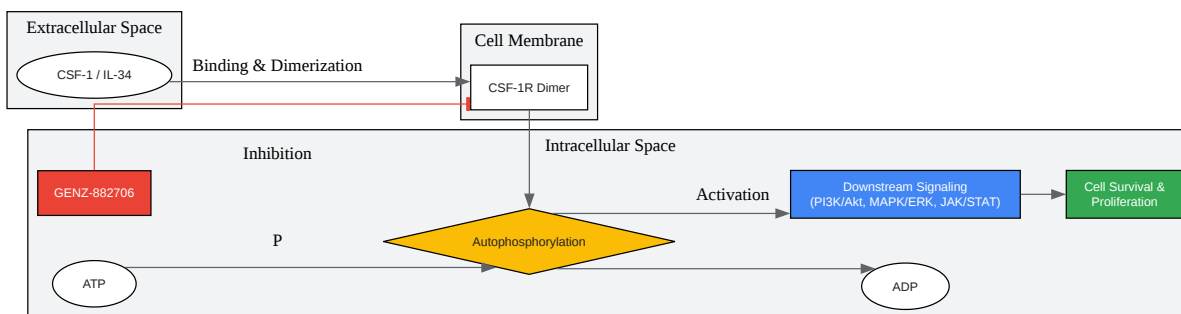 Extracellular Space
CSF-1 / IL-34
Binding & Dimerization
Cell Membrane
CSF-1R Dimer
Intracellular Space
Inhibition
GENZ-882706
Activation
Downstream Signaling
(PI3K/Akt, MAPK/ERK, JAK/STAT)
Cell Survival &
Proliferation
P
Autophosphorylation
ATP
ADP